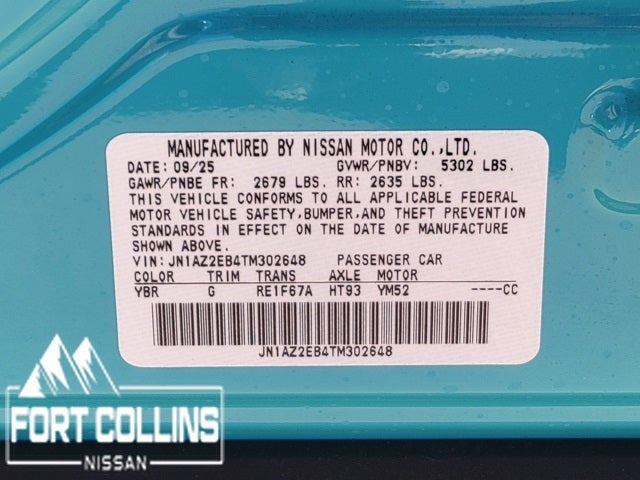 MANUFACTURED BY NISSAN MOTOR CO.,LTD.
DATE: 09/25 GVWR/PNBV: 5302 LBS.
GAWR/PNBE FR: 2679 LBS. RR: 2635 LBS.
THIS VEHICLE CONFORMS TO ALL APPLICABLE FEDERAL
MOTOR VEHICLE SAFETY,BUMPER,AND THEFT PREVENTION
STANDARDS IN EFFECT ON THE DATE OF MANUFACTURE
SHOWN ABOVE.
VIN: JN1AZ2EB4TM302648 PASSENGER CAR
COLOR TRIM TRANS AXLE MOTOR
YBR G RE1F67A HT93 YM52 ----CC
JN1AZ2EB4TM302648
FORT COLLINS
NISSAN